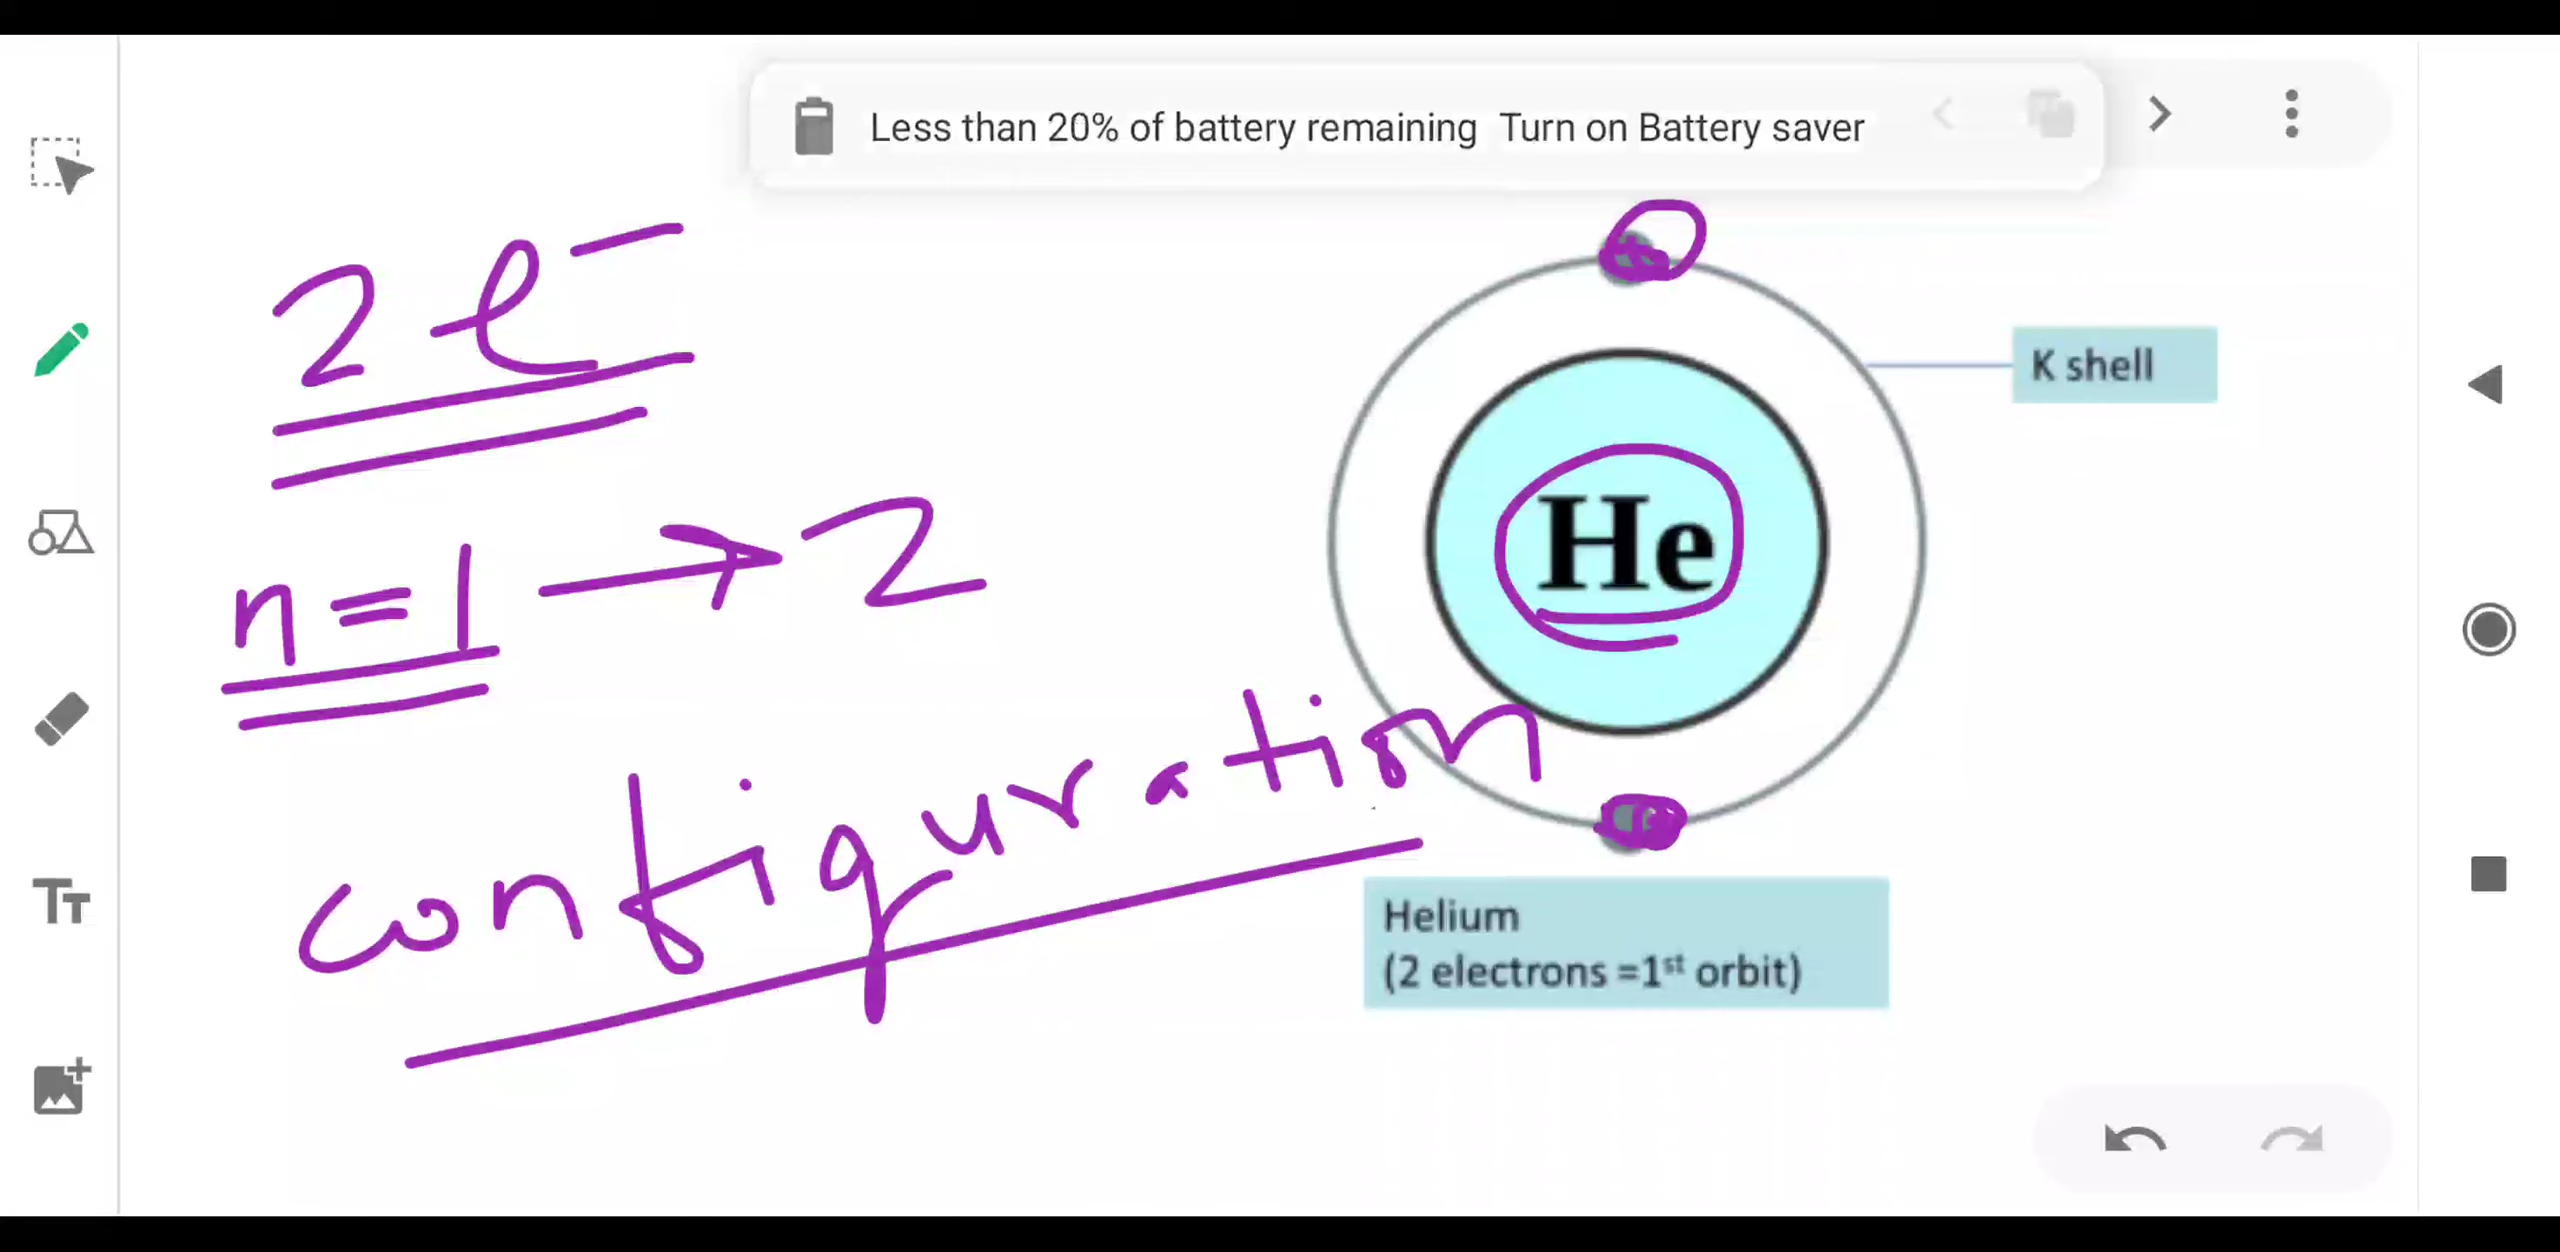 Less than 20% of battery remaining Turn on Battery saver
2 e⁻
n=1 → 2
configuration
K shell
He
Helium
(2 electrons =1st orbit)
Tт